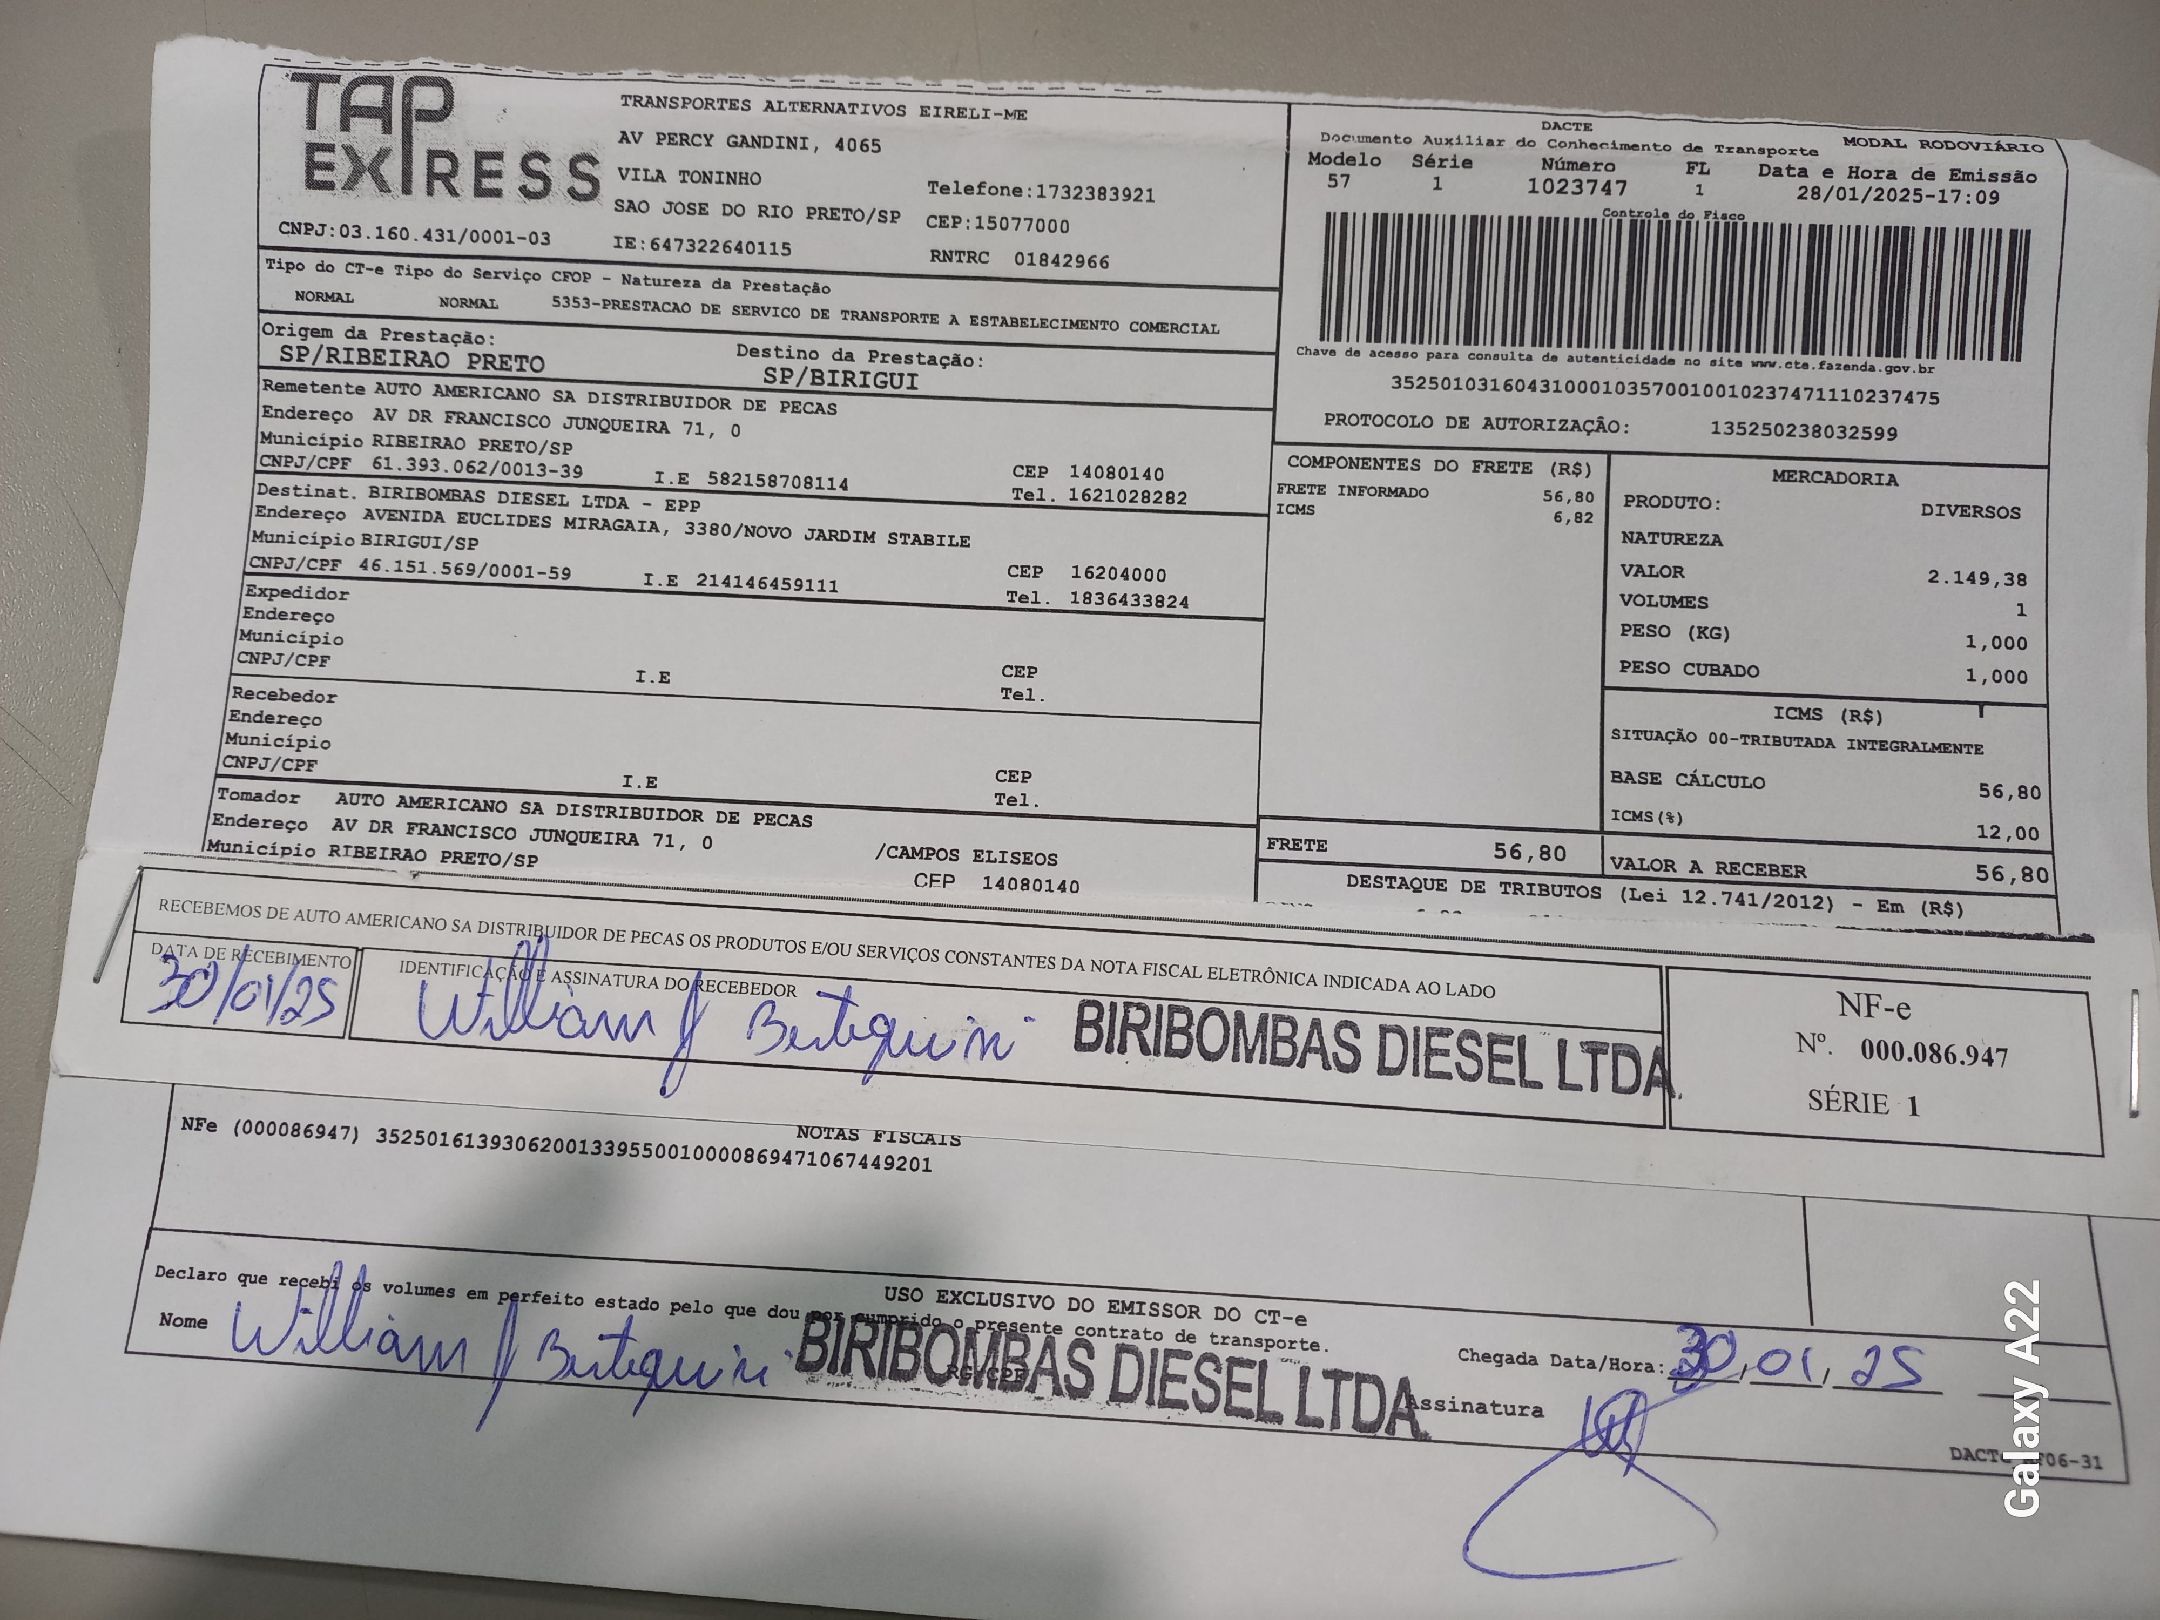 TAP EXPRESS
TRANSPORTES ALTERNATIVOS EIRELI-ME
AV PERCY GANDINI, 4065
VILA TONINHO
Telefone:1732383921
SAO JOSE DO RIO PRETO/SP CEP:15077000
CNPJ:03.160.431/0001-03 IE:647322640115 RNTRC 01842966
DACTE
Documento Auxiliar do Conhecimento de Transporte MODAL RODOVIÁRIO
Modelo Série Número FL Data e Hora de Emissão
57 1 1023747 1 28/01/2025-17:09
Controle do Fisco
Chave de acesso para consulta de autenticidade no site www.cte.fazenda.gov.br
35250103160431000103570010010237471110237475
PROTOCOLO DE AUTORIZAÇÂO: 135250238032599
Tipo do CT-e Tipo do Serviço CFOP - Natureza da Prestação
NORMAL NORMAL 5353-PRESTACAO DE SERVICO DE TRANSPORTE A ESTABELECIMENTO COMERCIAL
Origem da Prestação: Destino da Prestação:
SP/RIBEIRAO PRETO SP/BIRIGUI
Remetente AUTO AMERICANO SA DISTRIBUIDOR DE PECAS
Endereço AV DR FRANCISCO JUNQUEIRA 71, 0
Município RIBEIRAO PRETO/SP CEP 14080140
CNPJ/CPF 61.393.062/0013-39 I.E 582158708114 Tel. 1621028282
Destinat. BIRIBOMBAS DIESEL LTDA - EPP
Endereço AVENIDA EUCLIDES MIRAGAIA, 3380/NOVO JARDIM STABILE
Município BIRIGUI/SP CEP 16204000
CNPJ/CPF 46.151.569/0001-59 I.E 214146459111 Tel. 1836433824
Expedidor
Endereço
Município CEP
CNPJ/CPF I.E Tel.
Recebedor
Endereço
Município CEP
CNPJ/CPF I.E Tel.
Tomador AUTO AMERICANO SA DISTRIBUIDOR DE PECAS
Endereço AV DR FRANCISCO JUNQUEIRA 71, 0 /CAMPOS ELISEOS
Município RIBEIRAO PRETO/SP CEP 14080140
COMPONENTES DO FRETE (R$)
FRETE INFORMADO 56,80
ICMS 6,82
FRETE 56,80
MERCADORIA
PRODUTO: DIVERSOS
NATUREZA
VALOR 2.149,38
VOLUMES 1
PESO (KG) 1,000
PESO CUBADO 1,000
ICMS (R$)
SITUAÇÃO 00-TRIBUTADA INTEGRALMENTE
BASE CÁLCULO 56,80
ICMS(%) 12,00
VALOR A RECEBER 56,80
DESTAQUE DE TRIBUTOS (Lei 12.741/2012) - Em (R$)
RECEBEMOS DE AUTO AMERICANO SA DISTRIBUIDOR DE PECAS OS PRODUTOS E/OU SERVIÇOS CONSTANTES DA NOTA FISCAL ELETRÔNICA INDICADA AO LADO
DATA DE RECEBIMENTO IDENTIFICAÇÃO E ASSINATURA DO RECEBEDOR
30/01/25 William J Bertequini BIRIBOMBAS DIESEL LTDA.
NF-e
Nº. 000.086.947
SÉRIE 1
NOTAS FISCAIS
NFe (000086947) 35250161393062001339550010000869471067449201
USO EXCLUSIVO DO EMISSOR DO CT-e
Declaro que recebi os volumes em perfeito estado pelo que dou por cumprido o presente contrato de transporte.
Nome William J Bertequini BIRIBOMBAS DIESEL LTDA.
RG/CPF
Chegada Data/Hora: 30, 01, 25
Assinatura
06-31
Galaxy A22